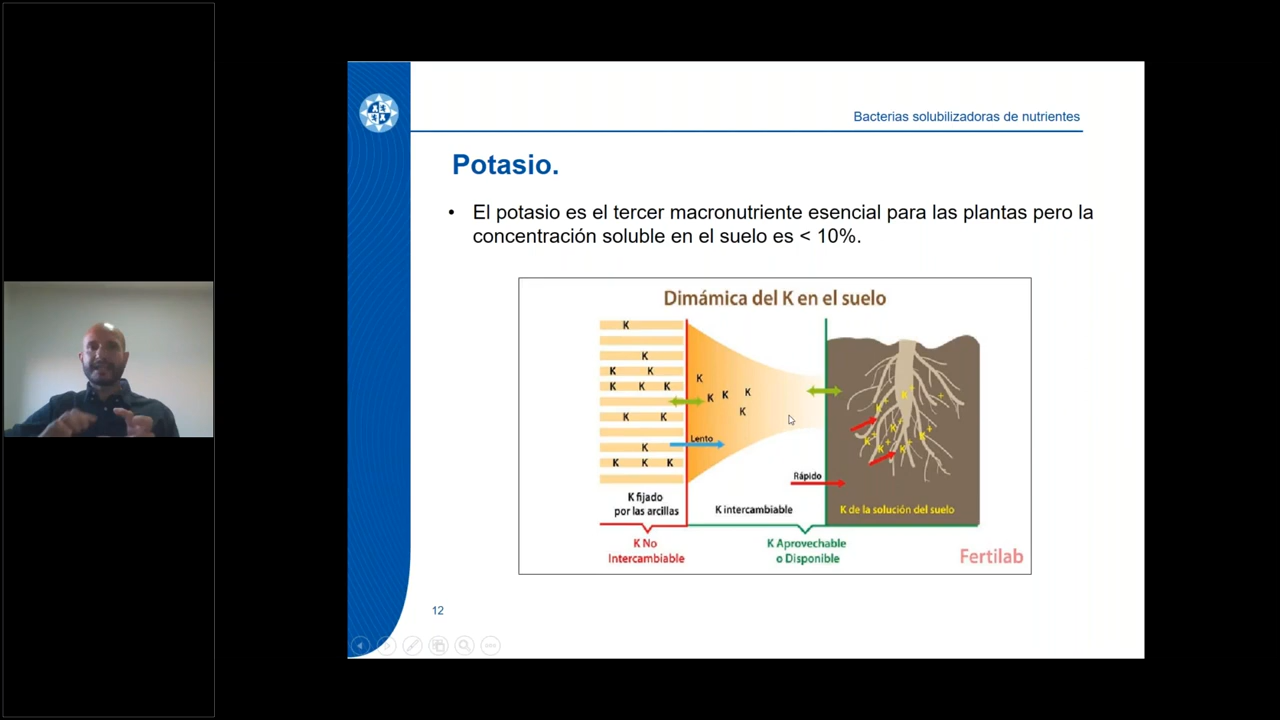 Bacterias solubilizadoras de nutrientes
Potasio.
• El potasio es el tercer macronutriente esencial para las plantas pero la
concentración soluble en el suelo es < 10%.
Dimámica del K en el suelo
K
K
K K
K K K
K K
K
K K K
K
K K K
K
Lento
Rápido
K fijado
por las arcillas
K intercambiable
K de la solución del suelo
K No
Intercambiable
K Aprovechable
o Disponible
Fertilab
12